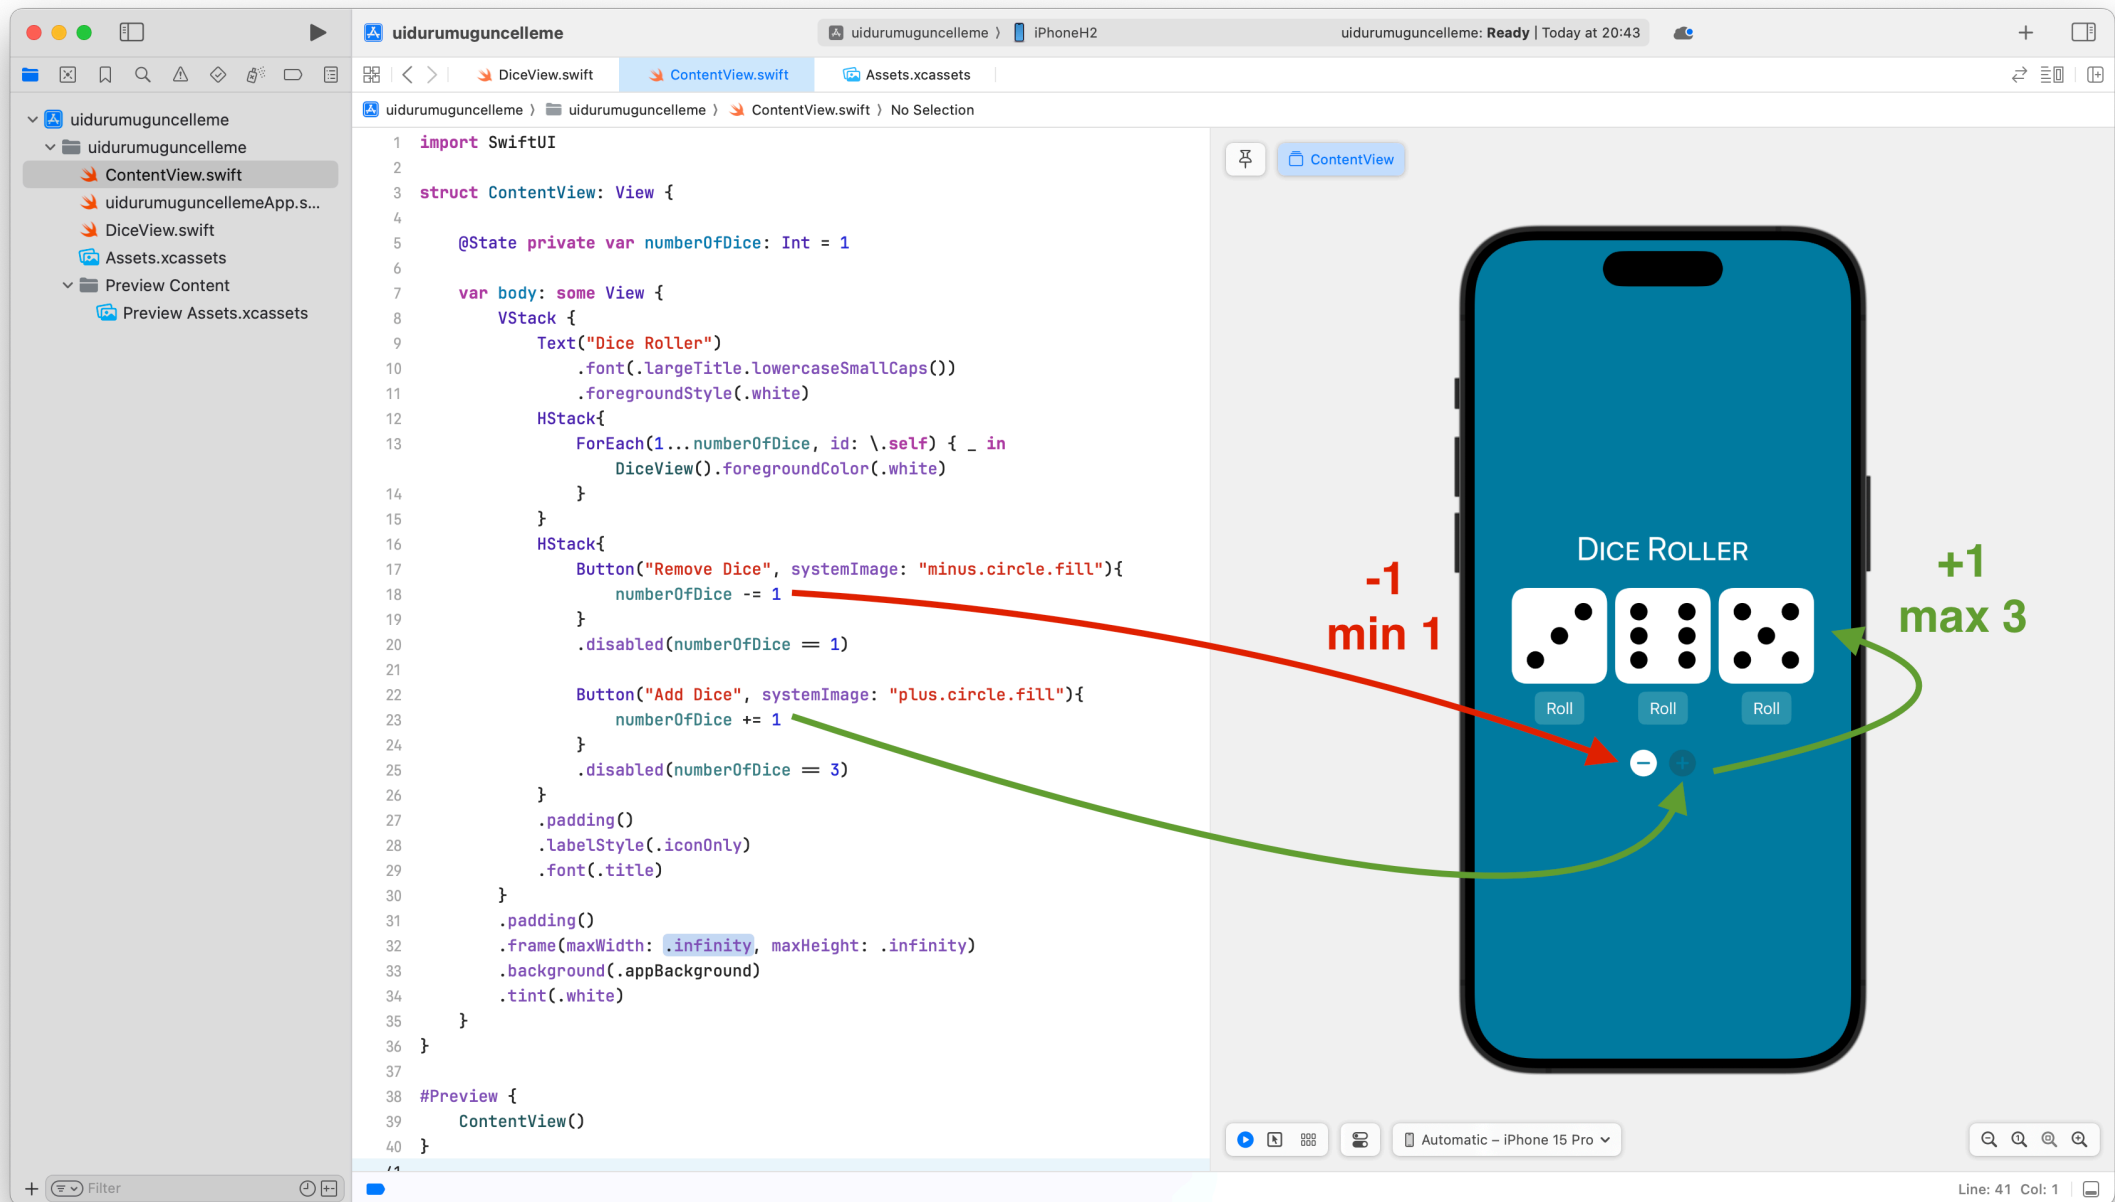 uidurumuguncelleme
uidurumuguncelleme ⟩ iPhoneH2
uidurumuguncelleme: Ready | Today at 20:43
DiceView.swift
ContentView.swift
Assets.xcassets
uidurumuguncelleme ⟩ uidurumuguncelleme ⟩ ContentView.swift ⟩ No Selection
uidurumuguncelleme
uidurumuguncelleme
ContentView.swift
uidurumuguncellemeApp.s...
DiceView.swift
Assets.xcassets
Preview Content
Preview Assets.xcassets
Filter
1 import SwiftUI
2
3 struct ContentView: View {
4
5 @State private var numberOfDice: Int = 1
6
7 var body: some View {
8 VStack {
9 Text("Dice Roller")
10 .font(.largeTitle.lowercaseSmallCaps())
11 .foregroundStyle(.white)
12 HStack{
13 ForEach(1...numberOfDice, id: \.self) { _ in
DiceView().foregroundColor(.white)
14 }
15 }
16 HStack{
17 Button("Remove Dice", systemImage: "minus.circle.fill"){
18 numberOfDice -= 1
19 }
20 .disabled(numberOfDice == 1)
21
22 Button("Add Dice", systemImage: "plus.circle.fill"){
23 numberOfDice += 1
24 }
25 .disabled(numberOfDice == 3)
26 }
27 .padding()
28 .labelStyle(.iconOnly)
29 .font(.title)
30 }
31 .padding()
32 .frame(maxWidth: .infinity, maxHeight: .infinity)
33 .background(.appBackground)
34 .tint(.white)
35 }
36 }
37
38 #Preview {
39 ContentView()
40 }
ContentView
Dice Roller
Roll
Roll
Roll
-1
min 1
+1
max 3
Automatic – iPhone 15 Pro
Line: 41 Col: 1